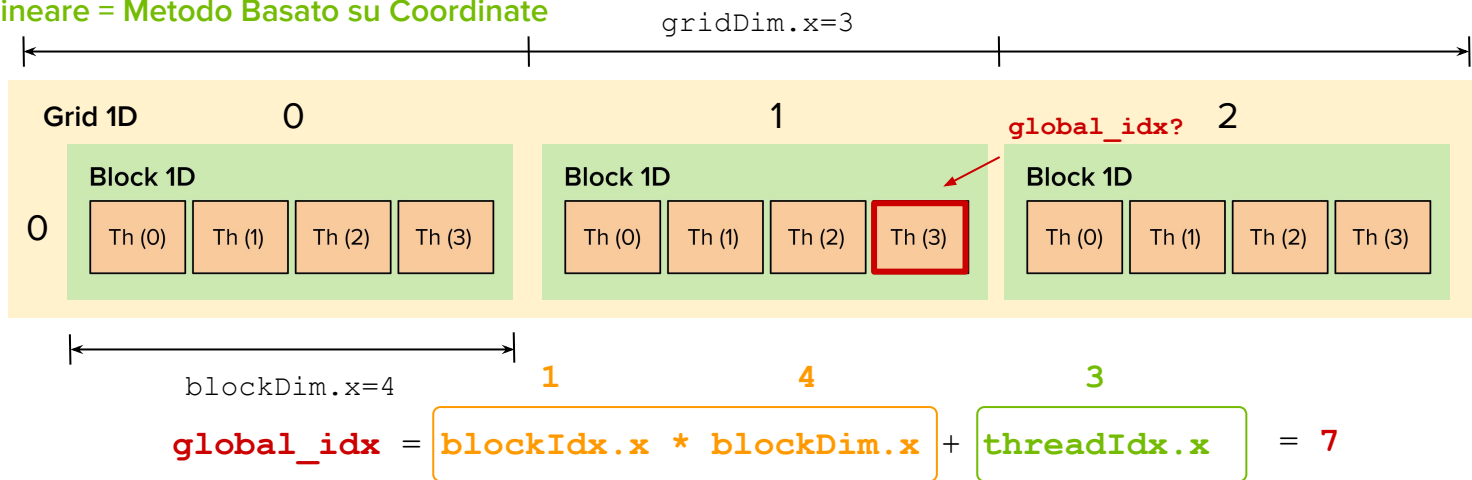 ineare = Metodo Basato su Coordinate
gridDim.x=3
Grid 1D
0 1 2
global_idx?
Block 1D Block 1D Block 1D
0
Th (0) Th (1) Th (2) Th (3) Th (0) Th (1) Th (2) Th (3) Th (0) Th (1) Th (2) Th (3)
blockDim.x=4
1 4 3
global_idx = blockIdx.x * blockDim.x + threadIdx.x = 7